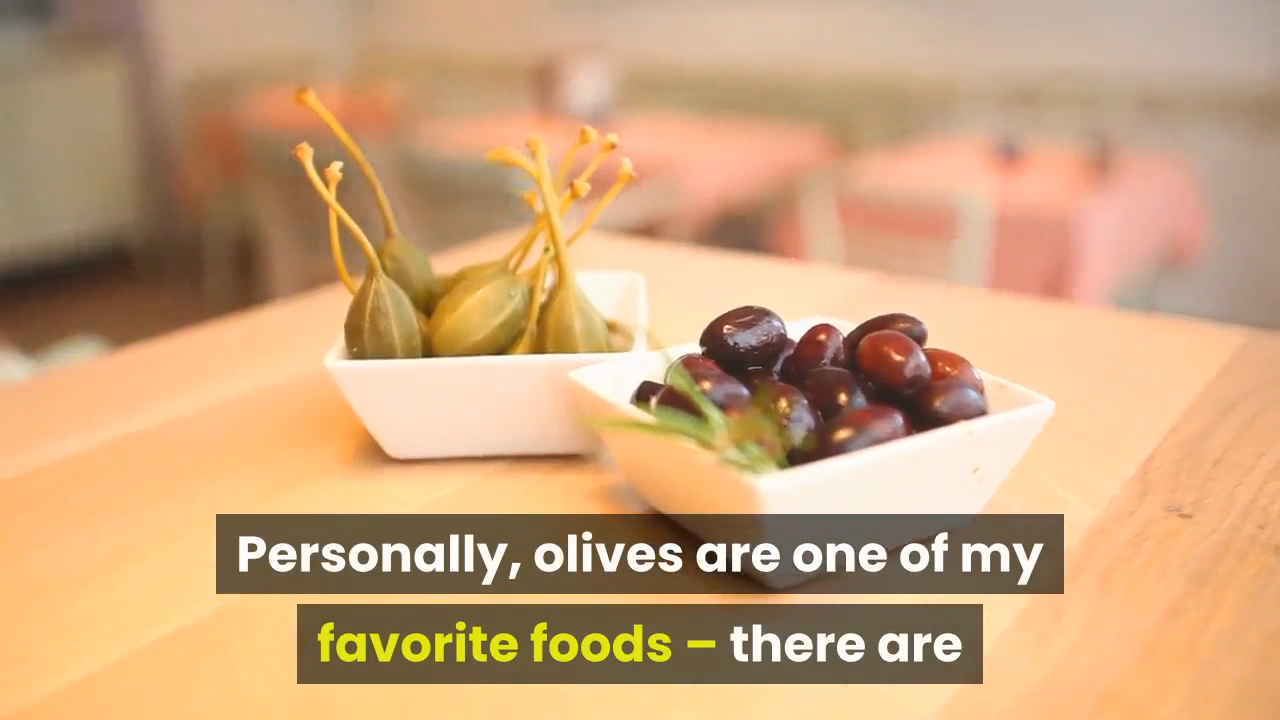 Personally, olives are one of my
favorite foods – there are